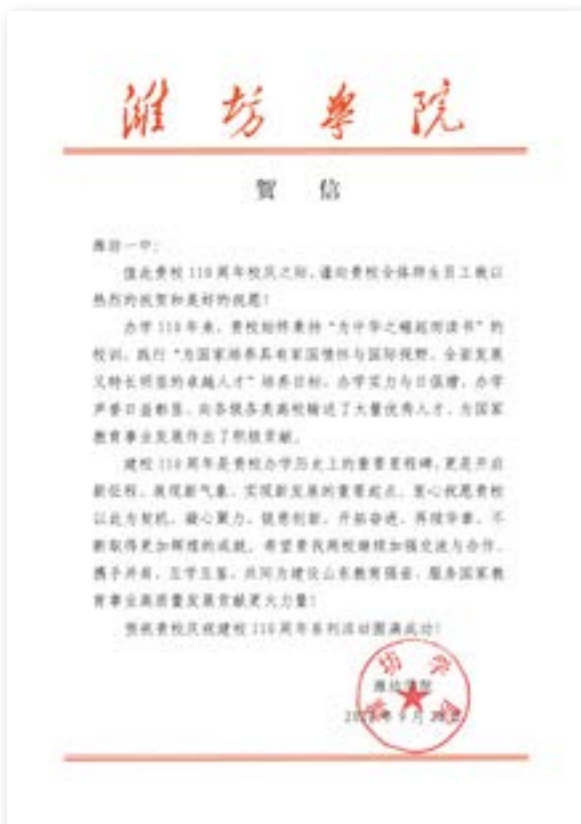 潍坊学院
贺 信
潍坊一中：
值此贵校110周年校庆之际，谨向贵校全体师生员工致以
热烈的祝贺和美好的祝愿！
办学110年来，贵校始终秉持“为中华之崛起而读书”的
校训，践行“为国家培养具有家国情怀与国际视野，全面发展
又特长明显的卓越人才”培养目标，办学实力与日俱增，办学
声誉日益彰显，向各级各类高校输送了大量优秀人才，为国家
教育事业发展作出了积极贡献。
建校110周年是贵校办学历史上的重要里程碑，更是开启
新征程、展现新气象、实现新发展的重要起点。衷心祝愿贵校
以此为契机，凝心聚力、锐意创新、开拓奋进、再续华章，不
断取得更加辉煌的成就。希望贵我两校继续加强交流与合作，
携手并肩、互学互鉴，共同为建设山东教育强省、服务国家教
育事业高质量发展贡献更大力量！
预祝贵校庆祝建校110周年系列活动圆满成功！
潍坊学院
年9月